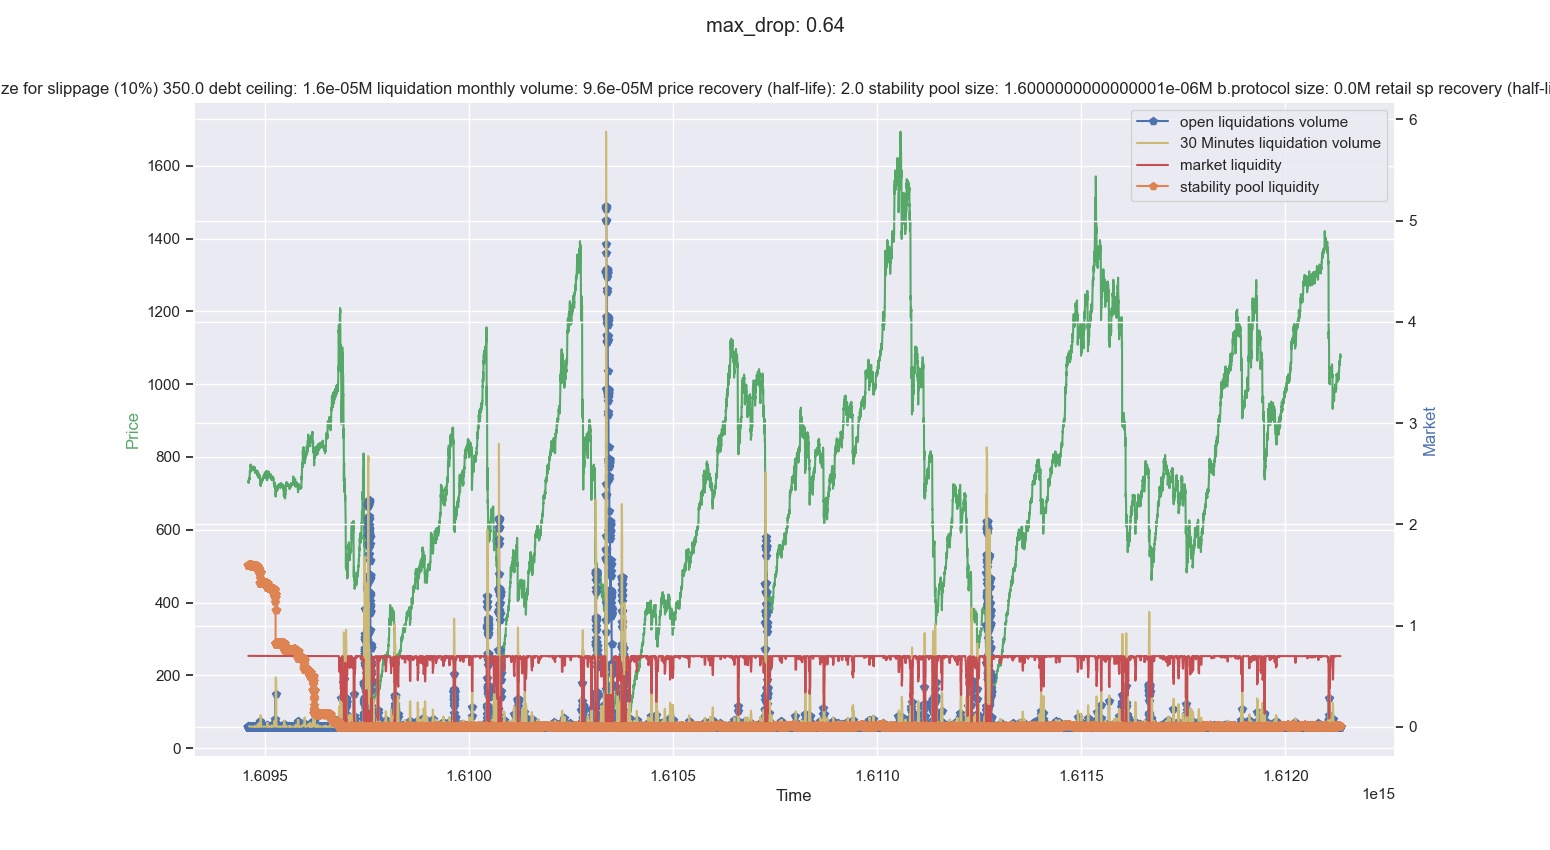 max_drop: 0.64
ze for slippage (10%) 350.0 debt ceiling: 1.6e-05M liquidation monthly volume: 9.6e-05M price recovery (half-life): 2.0 stability pool size: 1.6000000000000001e-06M b.protocol size: 0.0M retail sp recovery (half-li
open liquidations volume
30 Minutes liquidation volume
market liquidity
stability pool liquidity
1600
1400
1200
1000
800
600
400
200
0
Price
6
5
4
3
2
1
0
Market
1.6095
1.6100
1.6105
1.6110
1.6115
1.6120
1e15
Time